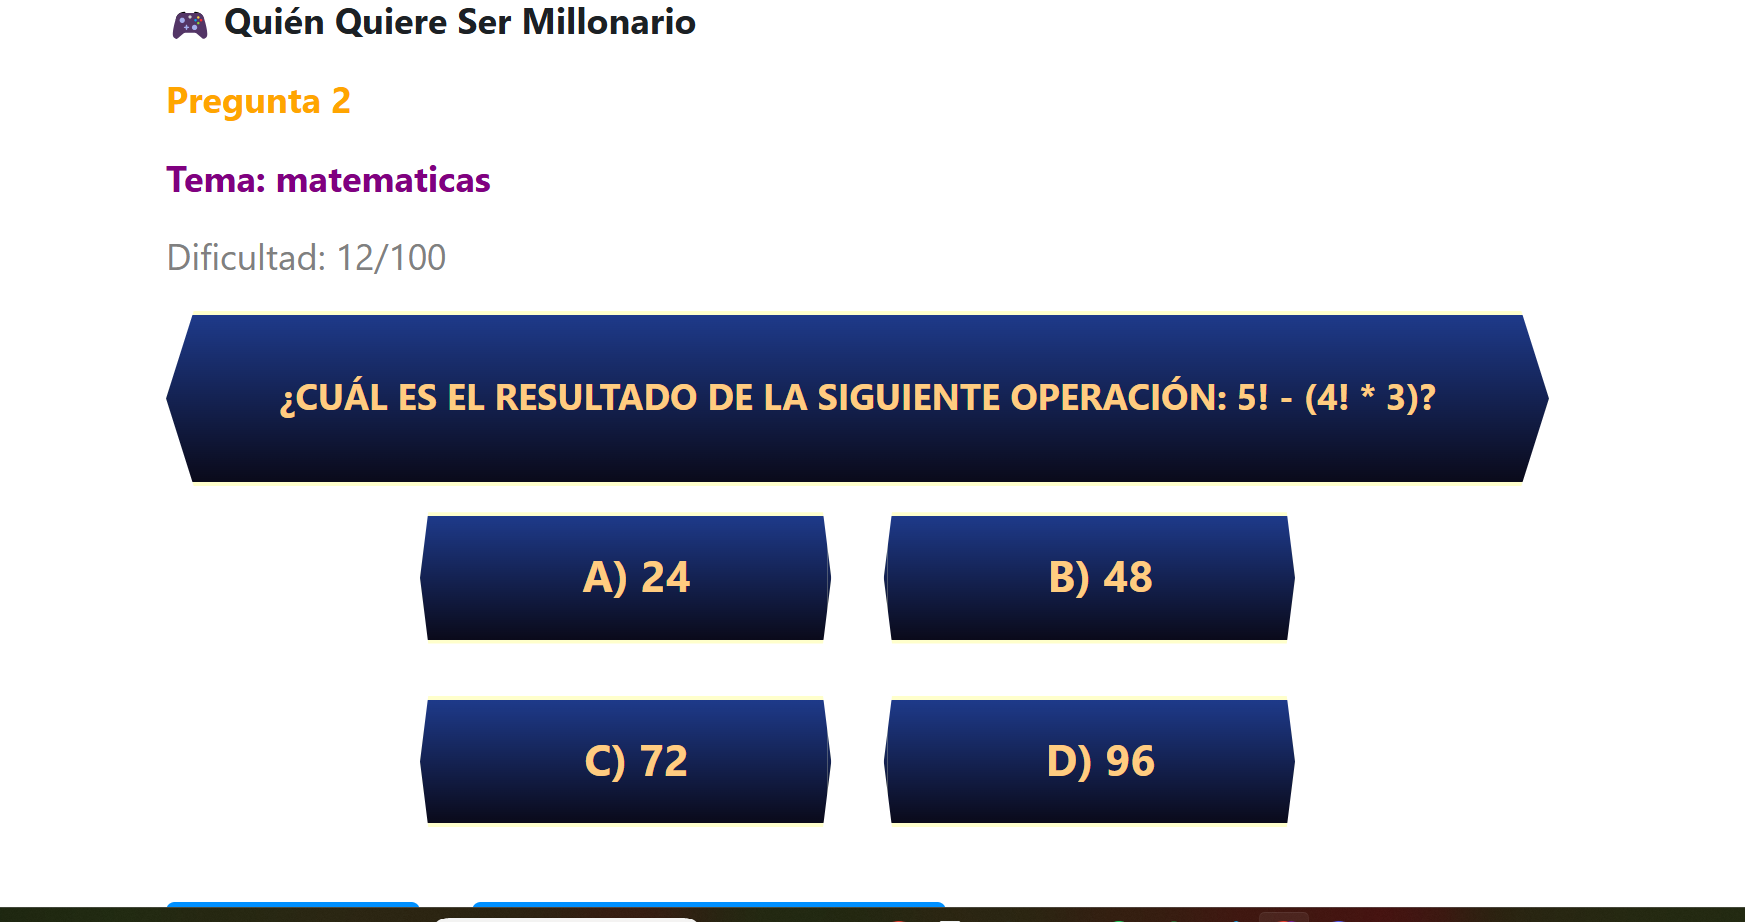 Quién Quiere Ser Millonario
Pregunta 2
Tema: matematicas
Dificultad: 12/100
¿CUÁL ES EL RESULTADO DE LA SIGUIENTE OPERACIÓN: 5! - (4! * 3)?
A) 24
B) 48
C) 72
D) 96